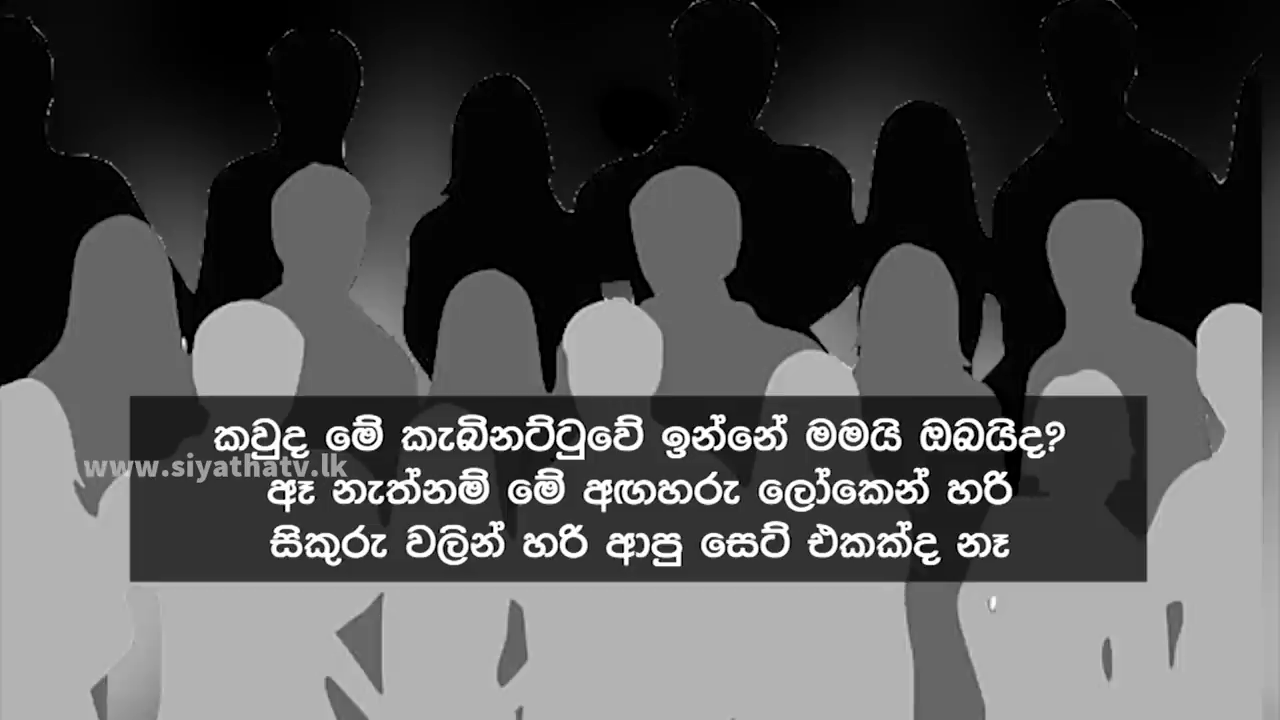 කවුද මේ කැබිනට්ටුවේ ඉන්නේ මමයි ඔබයිද?
www.siyathatv.lk
ඈ නැත්නම් මේ අඟහරු ලෝකෙන් හරි
සිකුරු වලින් හරි ආපු සෙට් එකක්ද නෑ